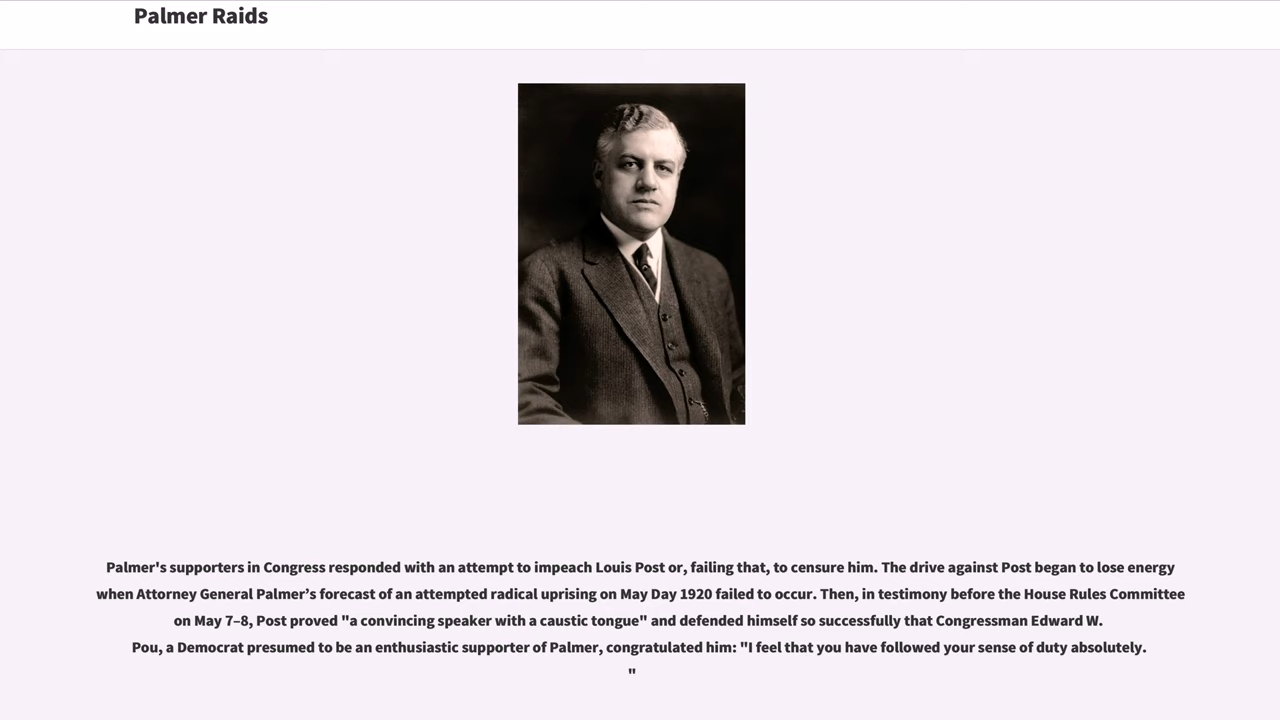 Palmer Raids
Palmer's supporters in Congress responded with an attempt to impeach Louis Post or, failing that, to censure him. The drive against Post began to lose energy
when Attorney General Palmer’s forecast of an attempted radical uprising on May Day 1920 failed to occur. Then, in testimony before the House Rules Committee
on May 7–8, Post proved "a convincing speaker with a caustic tongue" and defended himself so successfully that Congressman Edward W.
Pou, a Democrat presumed to be an enthusiastic supporter of Palmer, congratulated him: "I feel that you have followed your sense of duty absolutely.
"